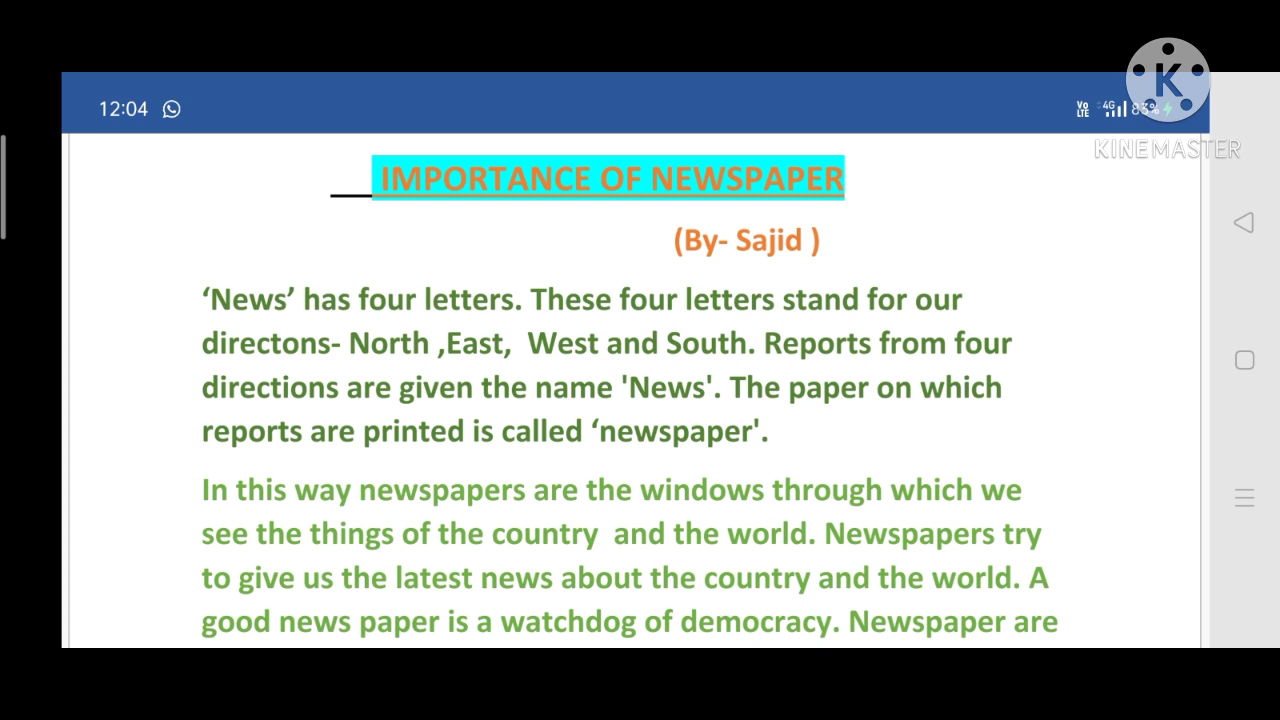 12:04
Vo LTE 4G 83%
K
KINEMASTER
IMPORTANCE OF NEWSPAPER
(By- Sajid )
‘News’ has four letters. These four letters stand for our
directons- North ,East,  West and South. Reports from four
directions are given the name 'News'. The paper on which
reports are printed is called ‘newspaper'.
In this way newspapers are the windows through which we
see the things of the country  and the world. Newspapers try
to give us the latest news about the country and the world. A
good news paper is a watchdog of democracy. Newspaper are